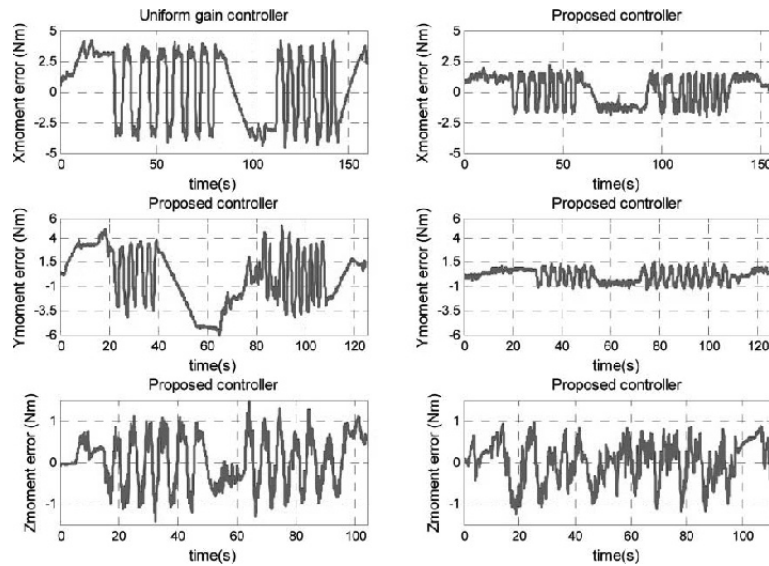 Uniform gain controller
Xmoment error (Nm)
5
2.5
0
-2.5
-5
0 50 100 150
time(s)
Proposed controller
Xmoment error (Nm)
5
2.5
0
-2.5
-5
0 50 100 150
time(s)
Proposed controller
Ymoment error (Nm)
6
4
1.5
-1
-3.5
-6
0 20 40 60 80 100 120
time(s)
Proposed controller
Ymoment error (Nm)
6
4
1.5
-1
-3.5
-6
0 20 40 60 80 100 120
time(s)
Proposed controller
Zmoment error (Nm)
1
0
-1
0 20 40 60 80 100
time(s)
Proposed controller
Zmoment error (Nm)
1
0
-1
0 20 40 60 80 100
time(s)